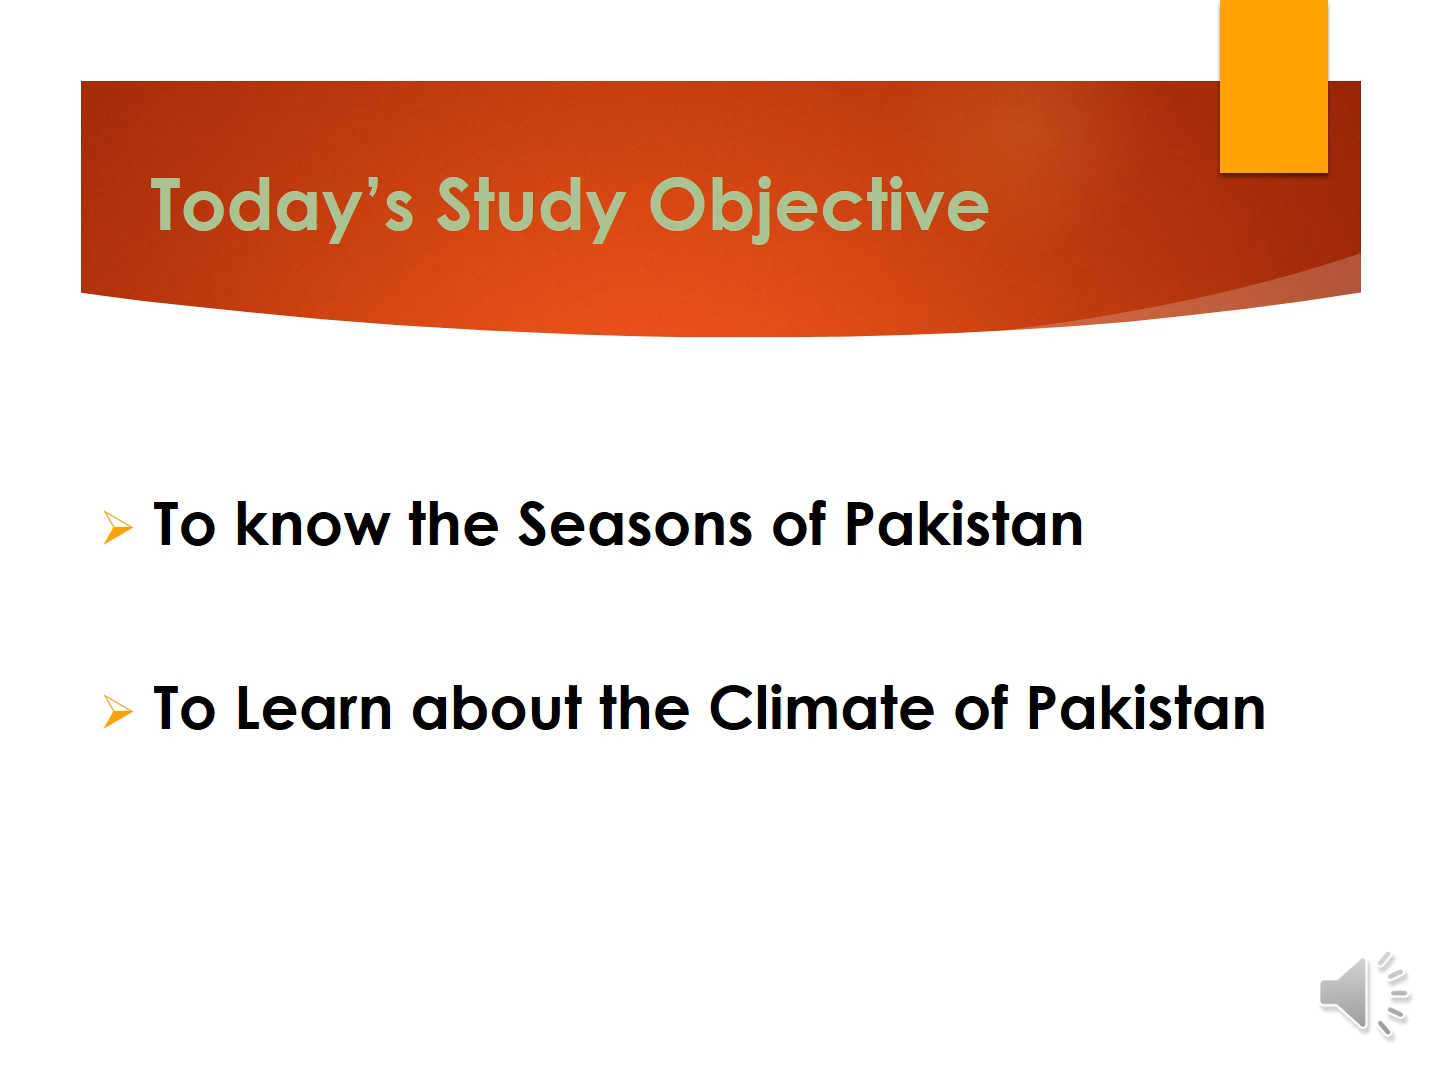 Today’s Study Objective
To know the Seasons of Pakistan
To Learn about the Climate of Pakistan